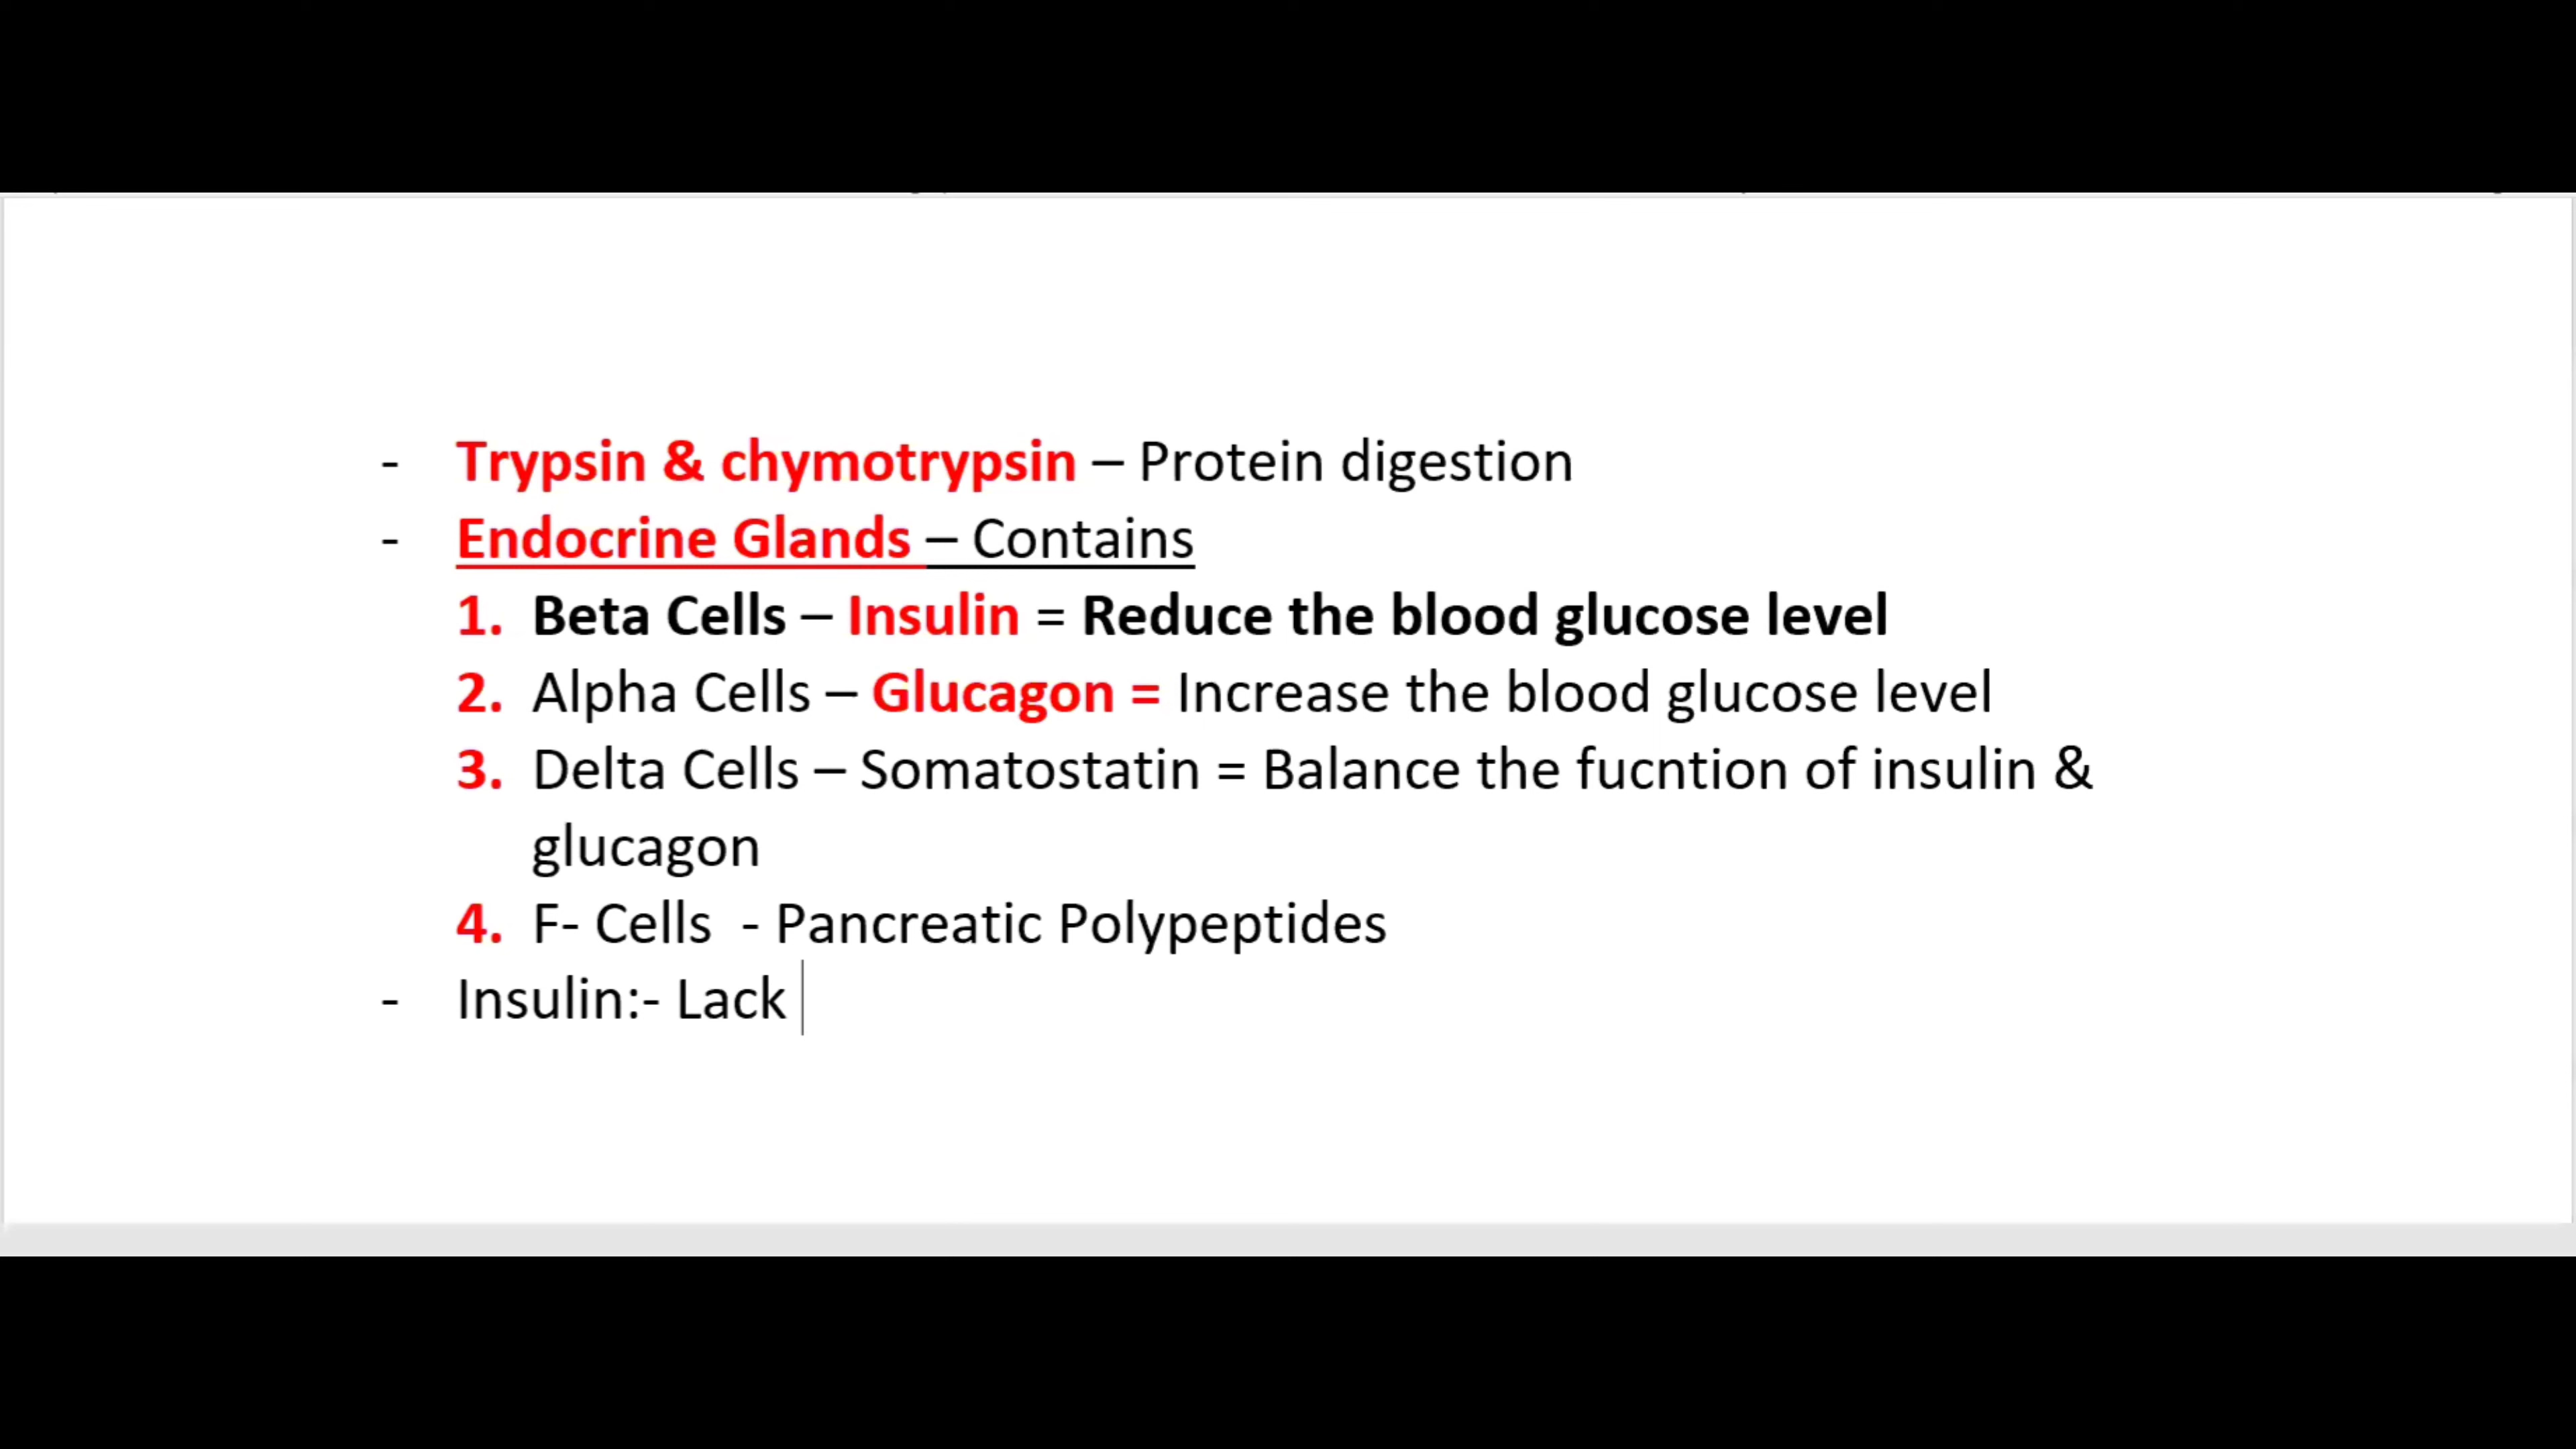 - Trypsin & chymotrypsin – Protein digestion
- Endocrine Glands – Contains
1. Beta Cells – Insulin = Reduce the blood glucose level
2. Alpha Cells – Glucagon = Increase the blood glucose level
3. Delta Cells – Somatostatin = Balance the fucntion of insulin &
glucagon
4. F- Cells - Pancreatic Polypeptides
- Insulin:- Lack